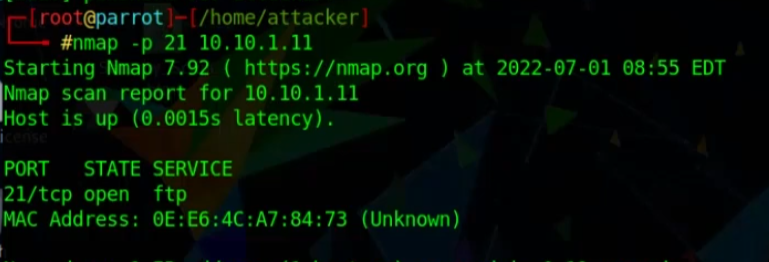 [root@parrot]─[/home/attacker]
#nmap -p 21 10.10.1.11
Starting Nmap 7.92 ( https://nmap.org ) at 2022-07-01 08:55 EDT
Nmap scan report for 10.10.1.11
Host is up (0.0015s latency).
icense
PORT   STATE SERVICE
21/tcp open  ftp
MAC Address: 0E:E6:4C:A7:84:73 (Unknown)